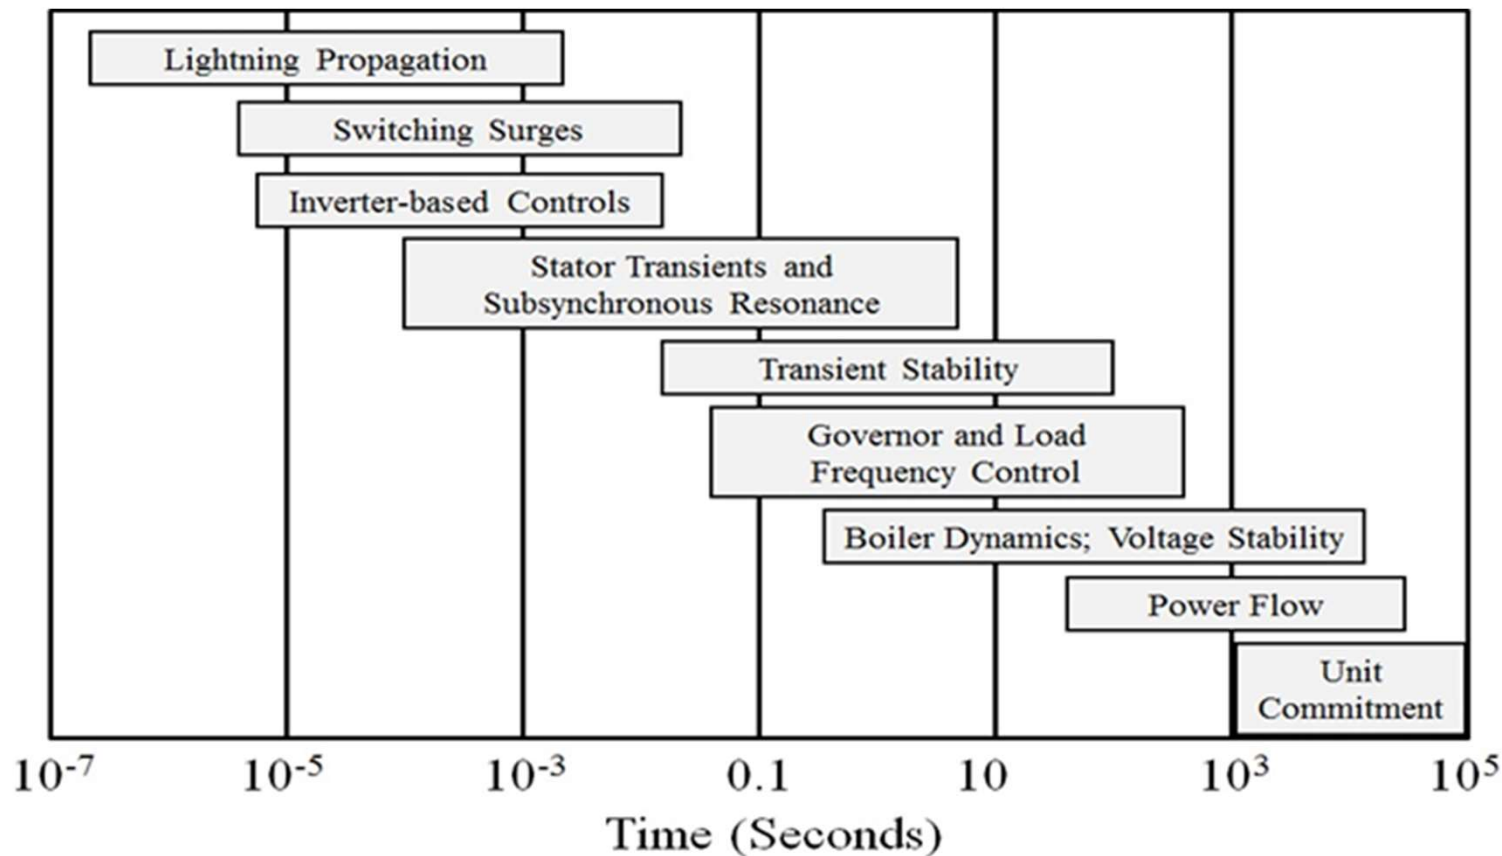 Lightning Propagation
Switching Surges
Inverter-based Controls
Stator Transients and
Subsynchronous Resonance
Transient Stability
Governor and Load
Frequency Control
Boiler Dynamics; Voltage Stability
Power Flow
Unit
Commitment
10⁻⁷ 10⁻⁵ 10⁻³ 0.1 10 10³ 10⁵
Time (Seconds)